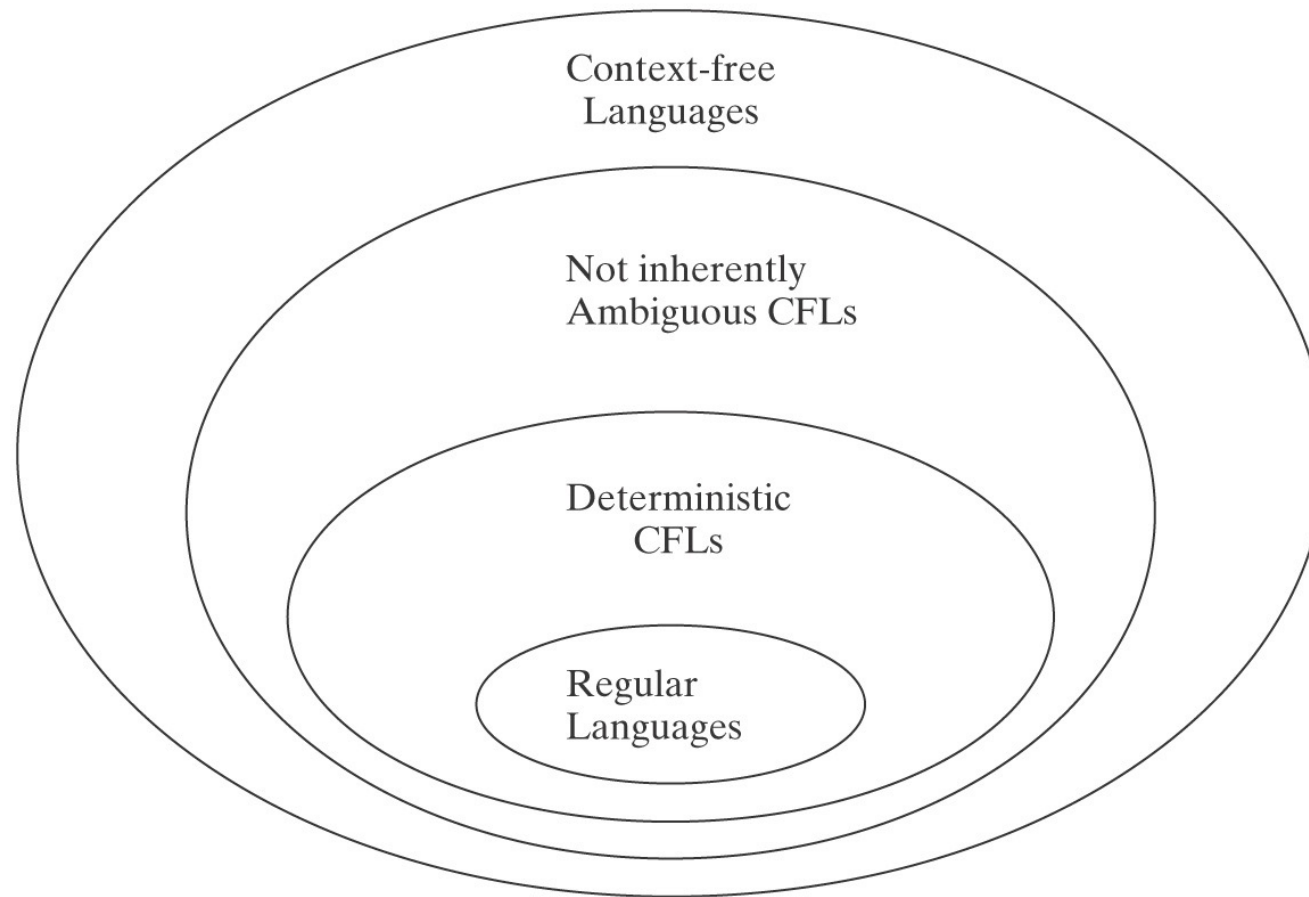 Context-free
Languages
Not inherently
Ambiguous CFLs
Deterministic
CFLs
Regular
Languages